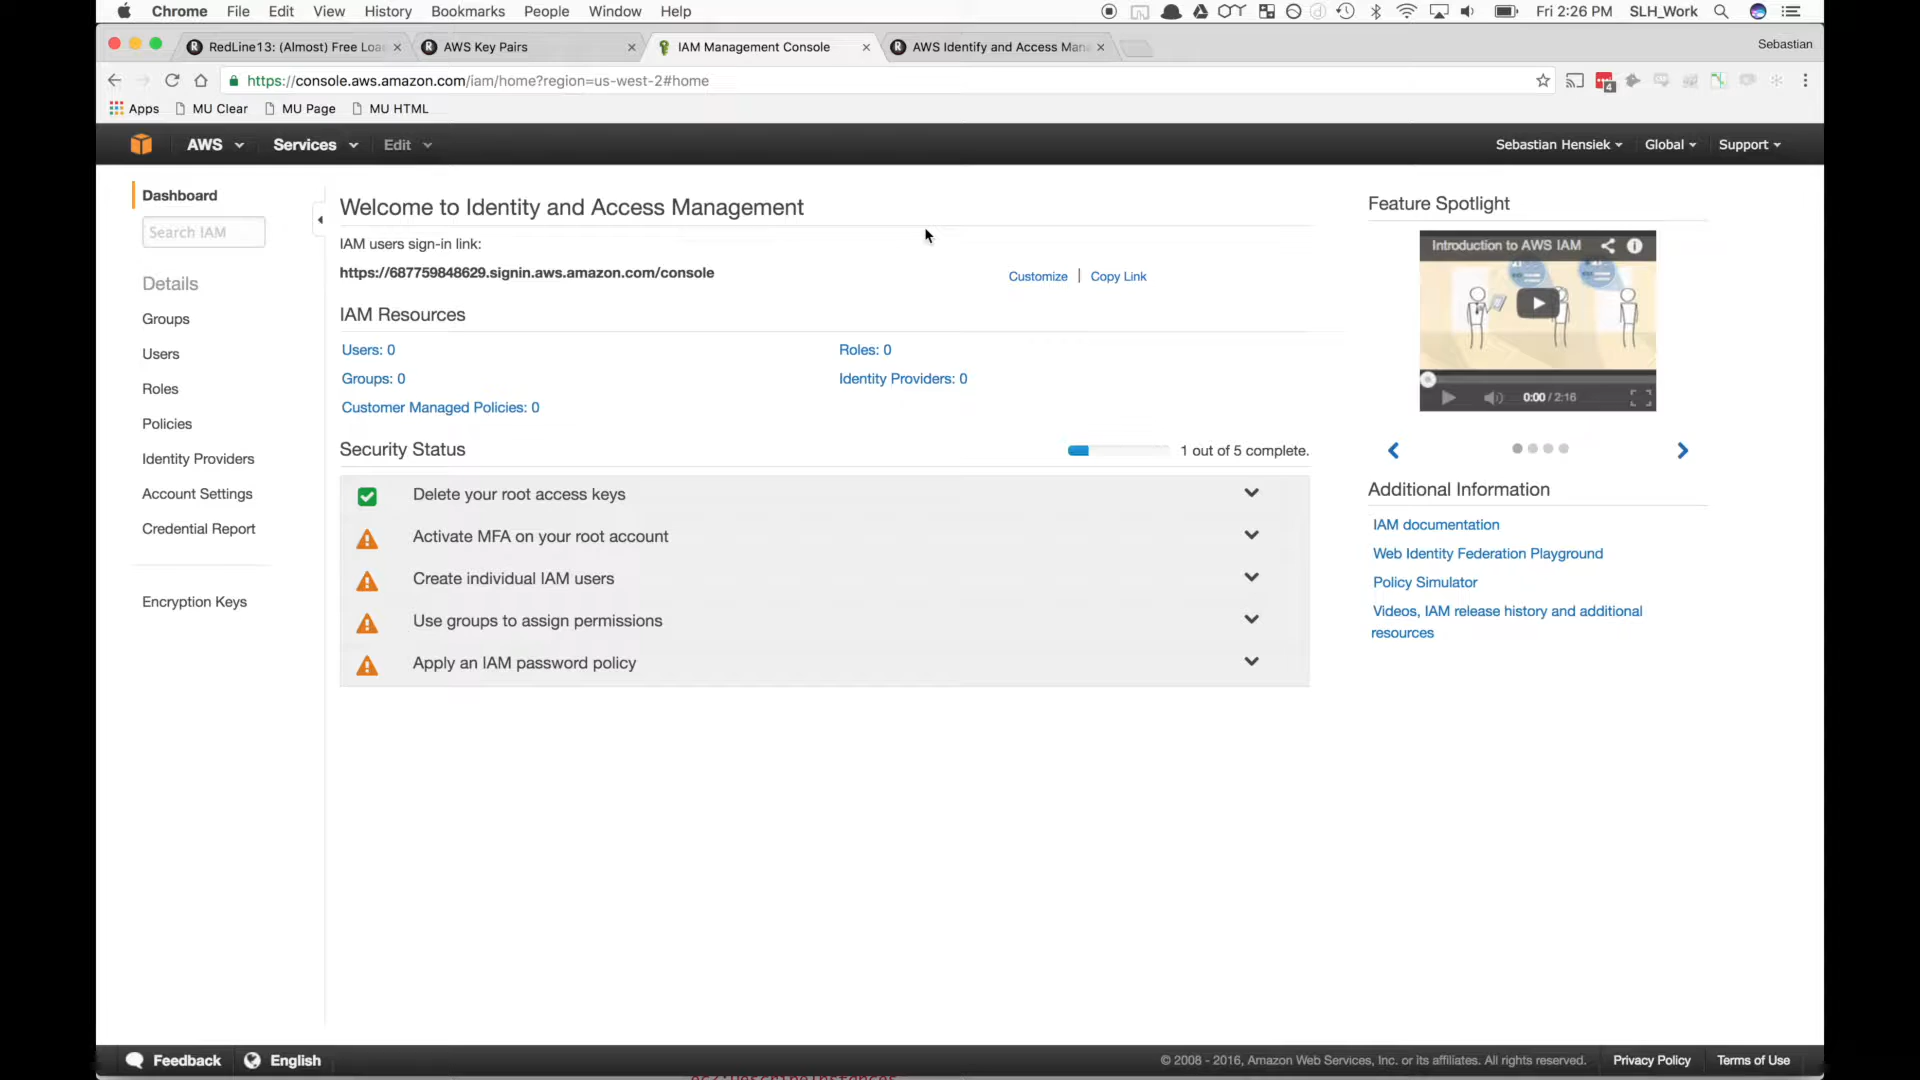 Chrome File Edit View History Bookmarks People Window Help Fri 2:26 PM SLH_Work
RedLine13: (Almost) Free Loa AWS Key Pairs IAM Management Console AWS Identify and Access Man Sebastian
https://console.aws.amazon.com/iam/home?region=us-west-2#home 4
Apps MU Clear MU Page MU HTML
AWS Services Edit Sebastian Hensiek Global Support
Dashboard
Search IAM
Details
Groups
Users
Roles
Policies
Identity Providers
Account Settings
Credential Report
Encryption Keys
Welcome to Identity and Access Management
IAM users sign-in link:
https://687759848629.signin.aws.amazon.com/console Customize | Copy Link
IAM Resources
Users: 0 Roles: 0
Groups: 0 Identity Providers: 0
Customer Managed Policies: 0
Security Status 1 out of 5 complete.
Delete your root access keys
Activate MFA on your root account
Create individual IAM users
Use groups to assign permissions
Apply an IAM password policy
Feature Spotlight
Introduction to AWS IAM
0:00 / 2:16
Additional Information
IAM documentation
Web Identity Federation Playground
Policy Simulator
Videos, IAM release history and additional
resources
Feedback English © 2008 - 2016, Amazon Web Services, Inc. or its affiliates. All rights reserved. Privacy Policy Terms of Use